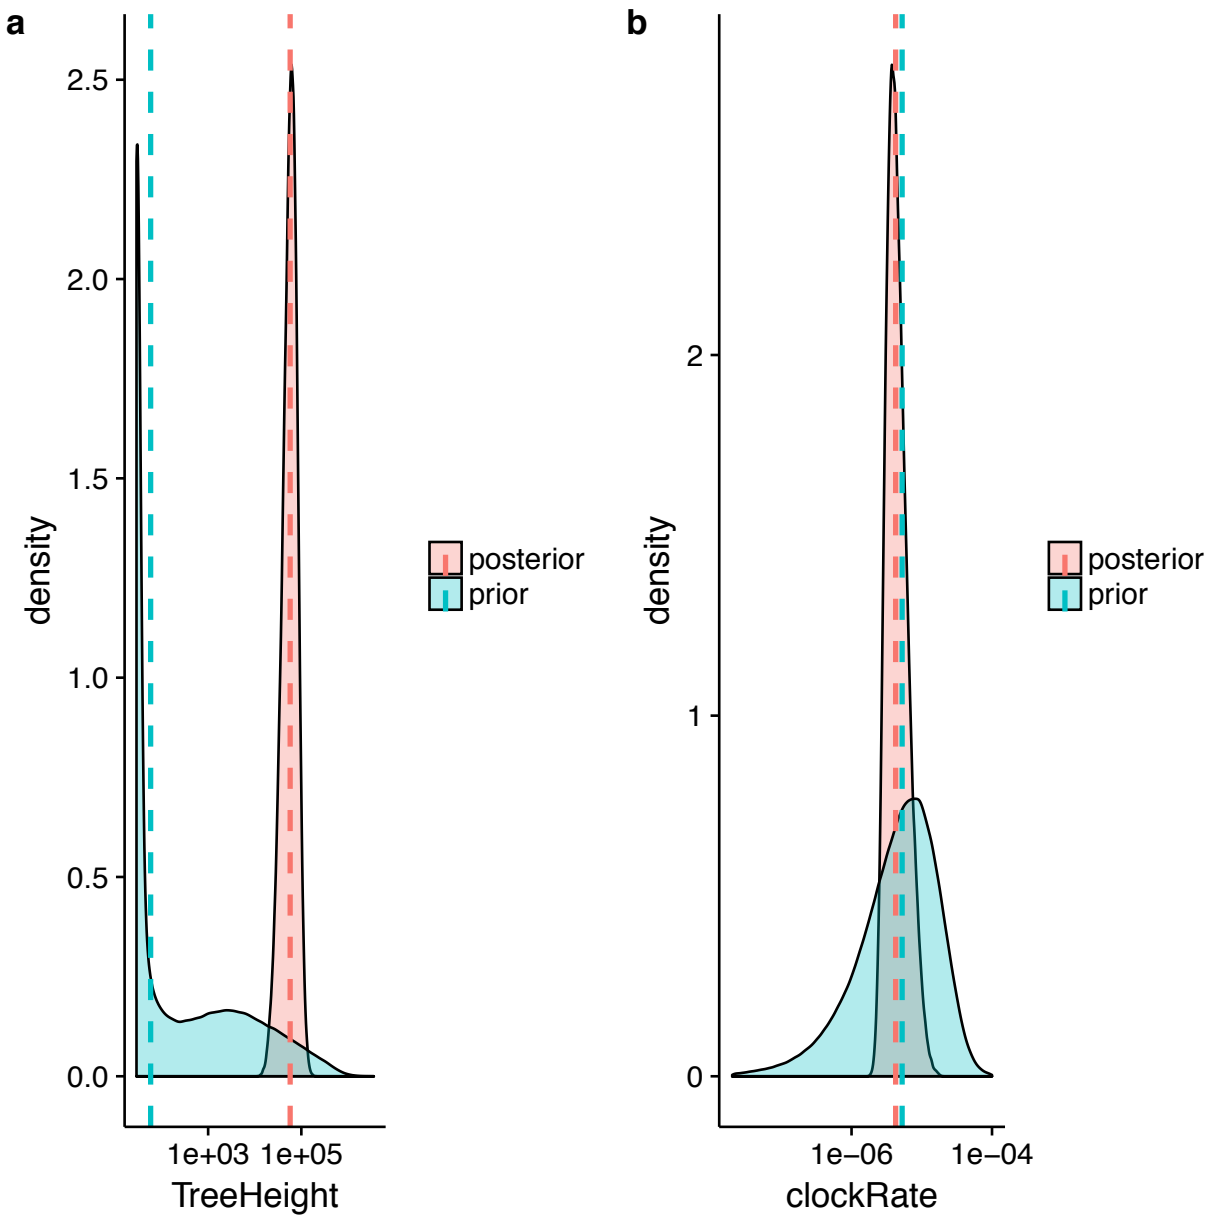 a
density
2.5
2.0
1.5
1.0
0.5
0.0
1e+03 1e+05
TreeHeight
posterior
prior
b
density
2
1
0
1e−06 1e−04
clockRate
posterior
prior